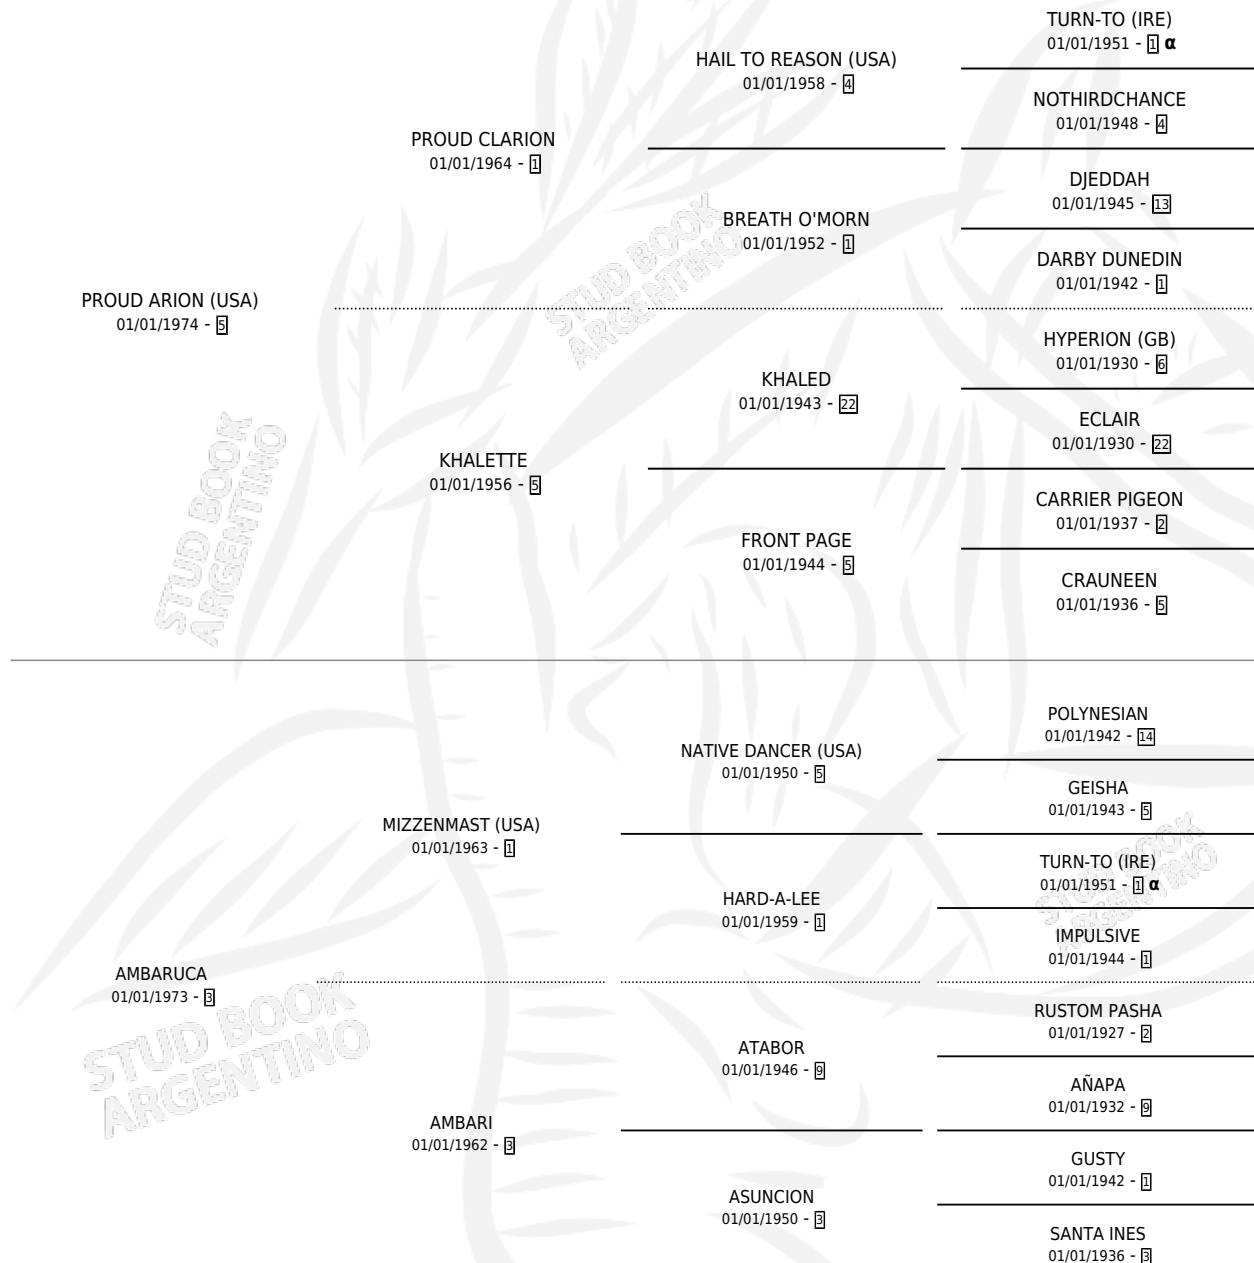 TURN-TO (IRE)
01/01/1951 - 1 α
HAIL TO REASON (USA)
01/01/1958 - 4
NOTHIRDCHANCE
01/01/1948 - 4
PROUD CLARION
01/01/1964 - 1
DJEDDAH
01/01/1945 - 13
BREATH O'MORN
01/01/1952 - 1
DARBY DUNEDIN
01/01/1942 - 1
PROUD ARION (USA)
01/01/1974 - 5
HYPERION (GB)
01/01/1930 - 6
KHALED
01/01/1943 - 22
ECLAIR
01/01/1930 - 22
KHALETTE
01/01/1956 - 5
CARRIER PIGEON
01/01/1937 - 2
FRONT PAGE
01/01/1944 - 5
CRAUNEEN
01/01/1936 - 5
POLYNESIAN
01/01/1942 - 14
NATIVE DANCER (USA)
01/01/1950 - 5
GEISHA
01/01/1943 - 5
MIZZENMAST (USA)
01/01/1963 - 1
TURN-TO (IRE)
01/01/1951 - 1 α
HARD-A-LEE
01/01/1959 - 1
IMPULSIVE
01/01/1944 - 1
AMBARUCA
01/01/1973 - 3
RUSTOM PASHA
01/01/1927 - 2
ATABOR
01/01/1946 - 9
AÑAPA
01/01/1932 - 9
AMBARI
01/01/1962 - 3
GUSTY
01/01/1942 - 1
ASUNCION
01/01/1950 - 3
SANTA INES
01/01/1936 - 3
STUD BOOK
ARGENTINO
STUD BOOK
ARGENTINO
STUD BOOK
ARGENTINO
STUD BOOK
ARGENTINO